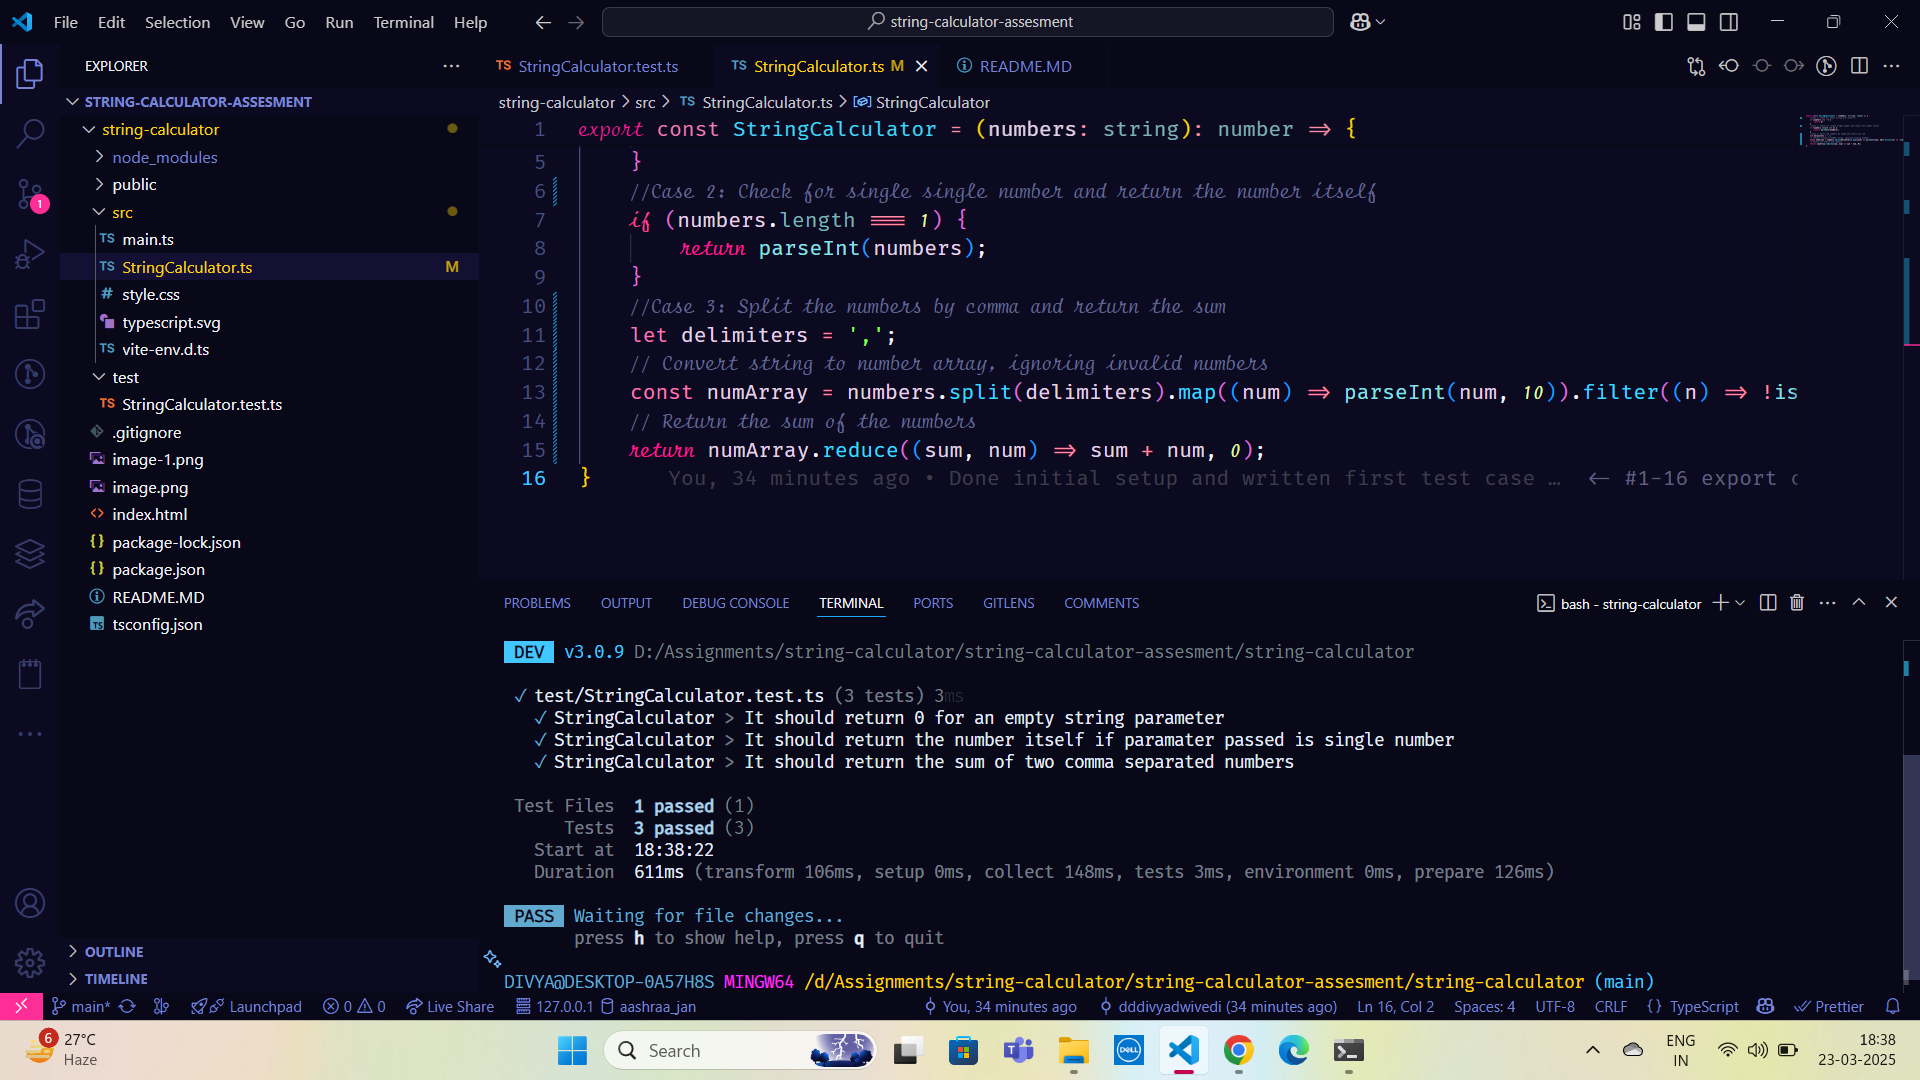 File Edit Selection View Go Run Terminal Help
string-calculator-assesment
EXPLORER
STRING-CALCULATOR-ASSESMENT
string-calculator
node_modules
public
src
TS main.ts
TS StringCalculator.ts M
# style.css
typescript.svg
TS vite-env.d.ts
test
TS StringCalculator.test.ts
.gitignore
image-1.png
image.png
<> index.html
{} package-lock.json
{} package.json
README.MD
tsconfig.json
OUTLINE
TIMELINE
1
TS StringCalculator.test.ts TS StringCalculator.ts M README.MD
string-calculator > src > TS StringCalculator.ts > StringCalculator
1 export const StringCalculator = (numbers: string): number => {
5 }
6 //Case 2: Check for single single number and return the number itself
7 if (numbers.length === 1) {
8 return parseInt(numbers);
9 }
10 //Case 3: Split the numbers by comma and return the sum
11 let delimiters = ',';
12 // Convert string to number array, ignoring invalid numbers
13 const numArray = numbers.split(delimiters).map((num) => parseInt(num, 10)).filter((n) => !is
14 // Return the sum of the numbers
15 return numArray.reduce((sum, num) => sum + num, 0);
16 } You, 34 minutes ago • Done initial setup and written first test case … ← #1-16 export c
PROBLEMS OUTPUT DEBUG CONSOLE TERMINAL PORTS GITLENS COMMENTS
bash - string-calculator
DEV v3.0.9 D:/Assignments/string-calculator/string-calculator-assesment/string-calculator
✓ test/StringCalculator.test.ts (3 tests) 3ms
✓ StringCalculator > It should return 0 for an empty string parameter
✓ StringCalculator > It should return the number itself if paramater passed is single number
✓ StringCalculator > It should return the sum of two comma separated numbers
Test Files 1 passed (1)
Tests 3 passed (3)
Start at 18:38:22
Duration 611ms (transform 106ms, setup 0ms, collect 148ms, tests 3ms, environment 0ms, prepare 126ms)
PASS Waiting for file changes...
press h to show help, press q to quit
DIVYA@DESKTOP-0A57H8S MINGW64 /d/Assignments/string-calculator/string-calculator-assesment/string-calculator (main)
main* Launchpad 0 0 Live Share 127.0.0.1 aashraa_jan You, 34 minutes ago dddivyadwivedi (34 minutes ago) Ln 16, Col 2 Spaces: 4 UTF-8 CRLF {} TypeScript Prettier
6 27°C
Haze
Search
DELL
ENG
IN
18:38
23-03-2025